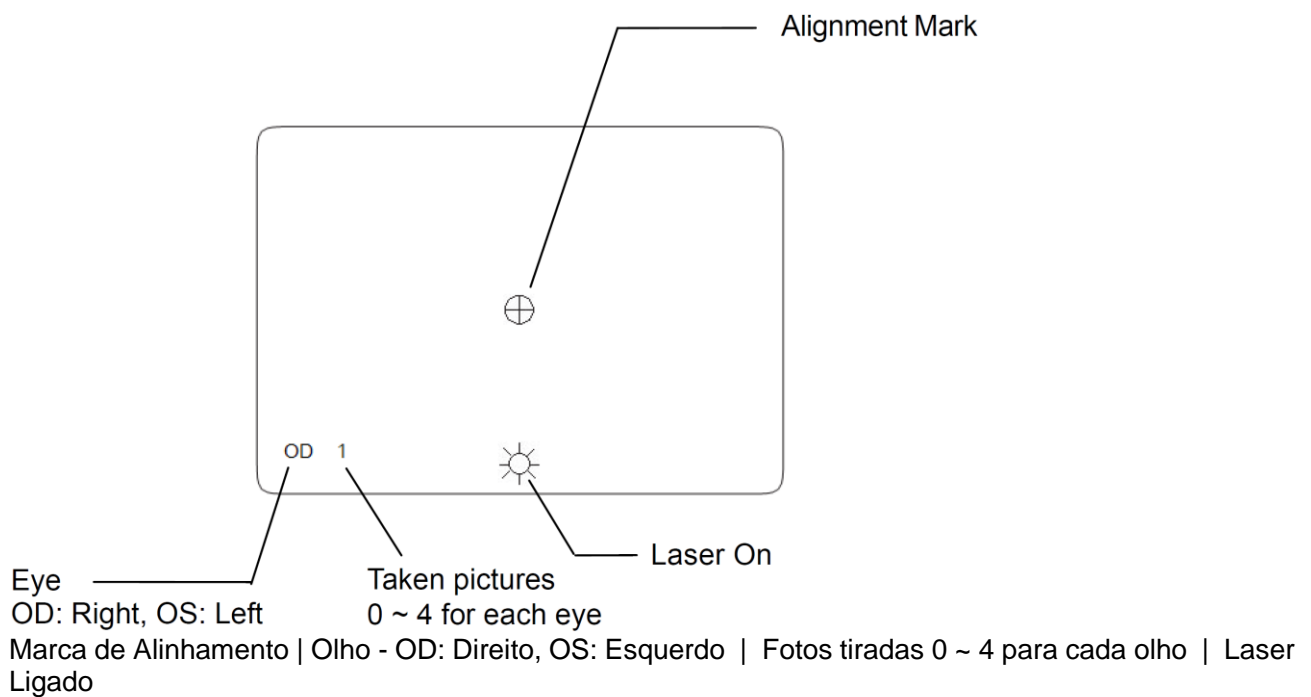 Alignment Mark
OD 1
Laser On
Eye
OD: Right, OS: Left
Taken pictures
0 ~ 4 for each eye
Marca de Alinhamento | Olho - OD: Direito, OS: Esquerdo | Fotos tiradas 0 ~ 4 para cada olho | Laser
Ligado